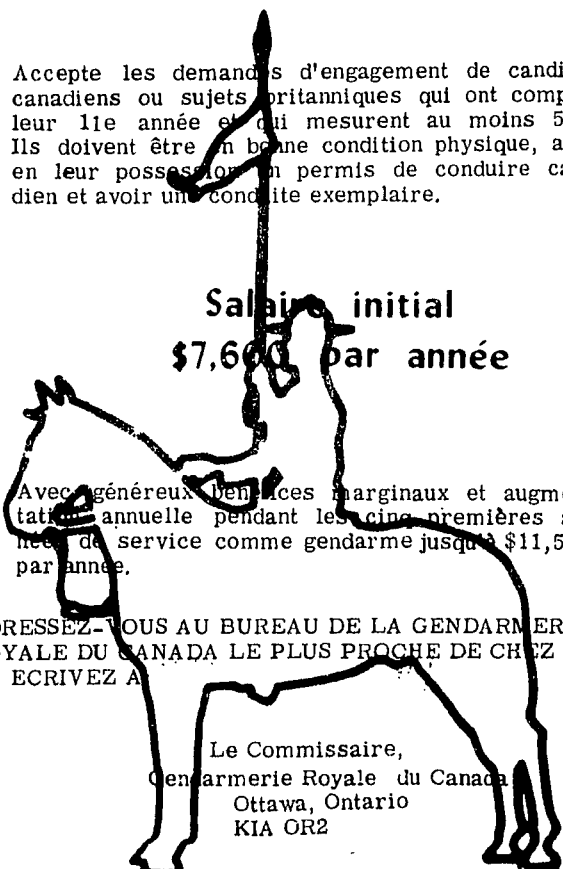 Accepte les demandes d'engagement de candi
canadiens ou sujets britanniques qui ont comp
leur 11e année et qui mesurent au moins 5
Ils doivent être en bonne condition physique, a
en leur possession un permis de conduire ca
dien et avoir une conduite exemplaire.
Salaire initial
$7,600 par année
Avec généreux bénéfices marginaux et augme
tation annuelle pendant les cinq premières a
nées de service comme gendarme jusqu'à $11,5
par année.
DRESSEZ-VOUS AU BUREAU DE LA GENDARMER
YALE DU CANADA LE PLUS PROCHE DE CHEZ
ECRIVEZ A
Le Commissaire,
Gendarmerie Royale du Canada
Ottawa, Ontario
KIA OR2